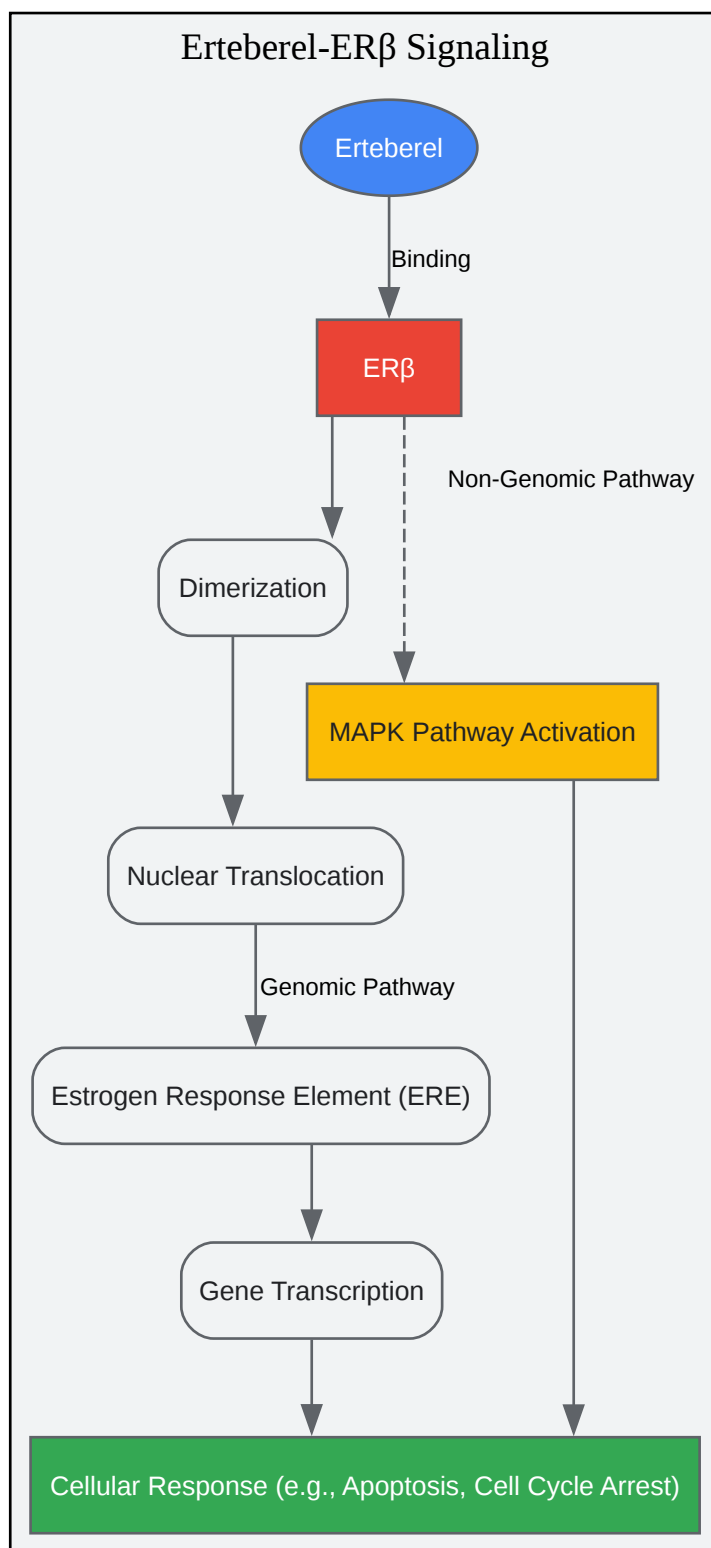 Erteberel-ERβ Signaling
Erteberel
Binding
ERβ
Non-Genomic Pathway
Dimerization
MAPK Pathway Activation
Nuclear Translocation
Genomic Pathway
Estrogen Response Element (ERE)
Gene Transcription
Cellular Response (e.g., Apoptosis, Cell Cycle Arrest)